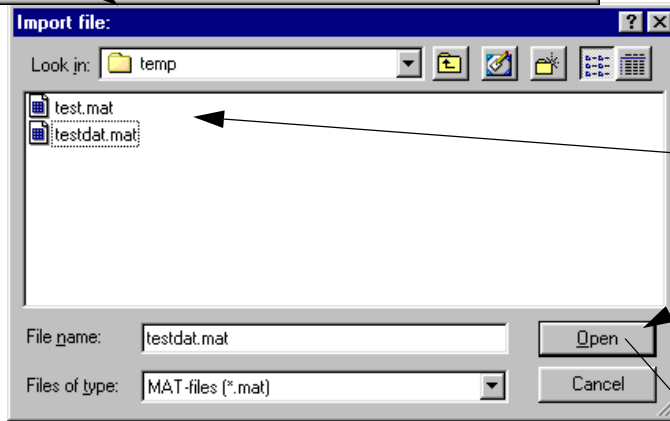 Import file:
Look in: temp
test.mat
testdat.mat
File name: testdat.mat Open
Files of type: MAT-files (*.mat) Cancel